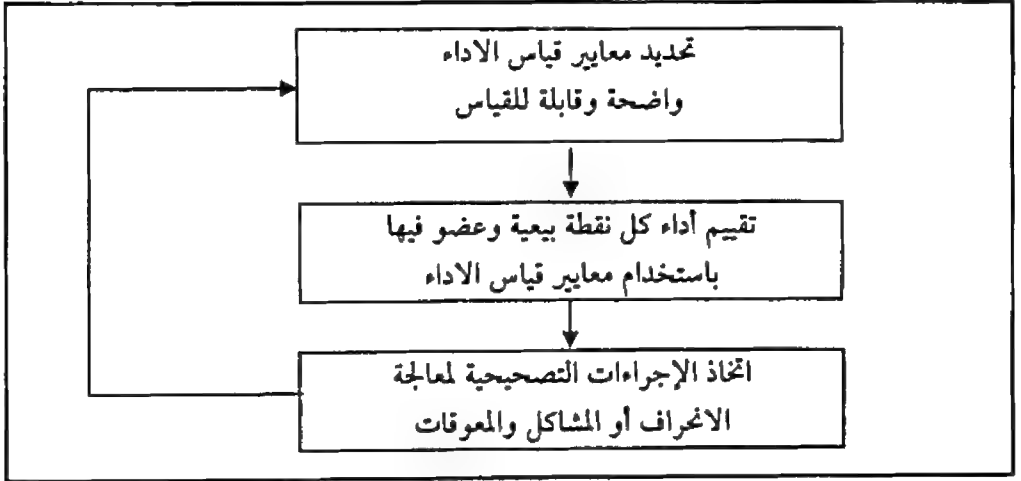 تحديد معايير قياس الاداء
واضحة وقابلة للقياس
تقييم أداء كل نقطة بيعية وعضو فيها
باستخدام معايير قياس الاداء
اتخاذ الإجراءات التصحيحية لمعالجة
الانحراف أو المشاكل والمعوقات